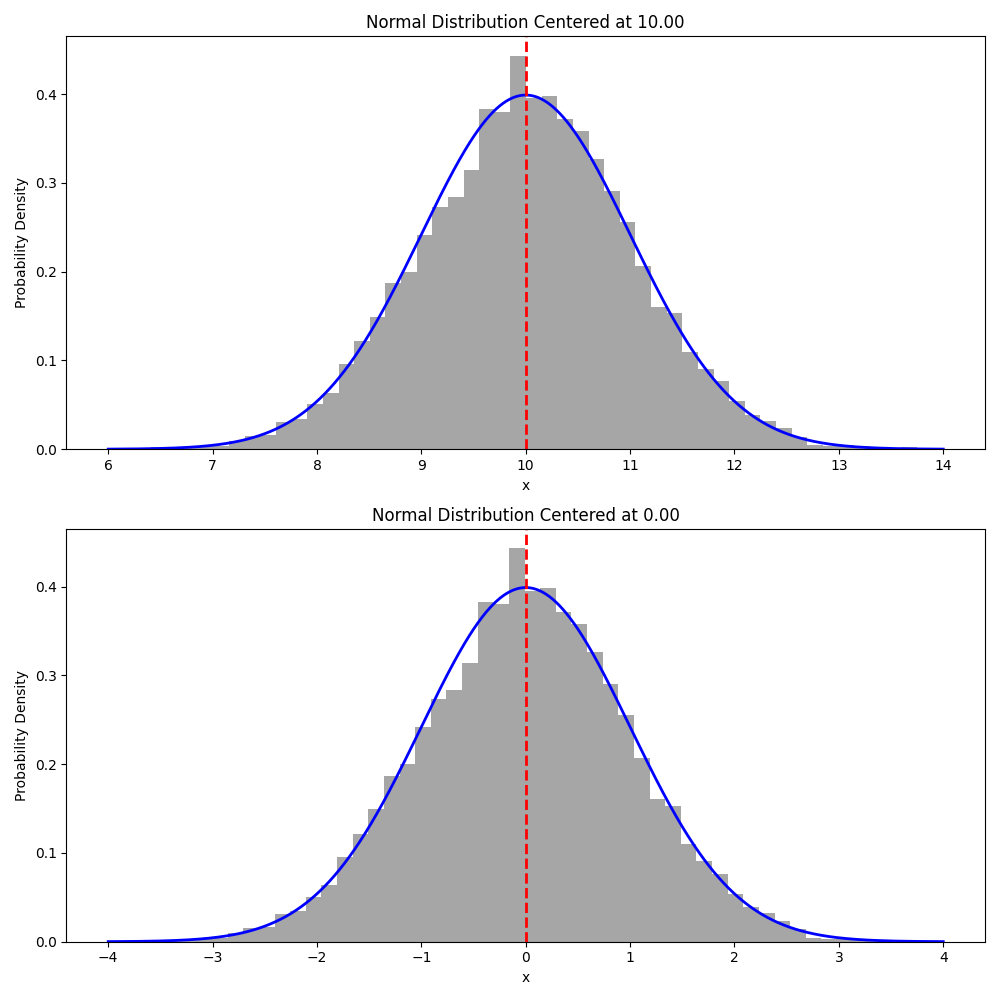 Normal Distribution Centered at 10.00
Probability Density
0.4
0.3
0.2
0.1
0.0
6 7 8 9 10 11 12 13 14
x
Normal Distribution Centered at 0.00
Probability Density
0.4
0.3
0.2
0.1
0.0
−4 −3 −2 −1 0 1 2 3 4
x